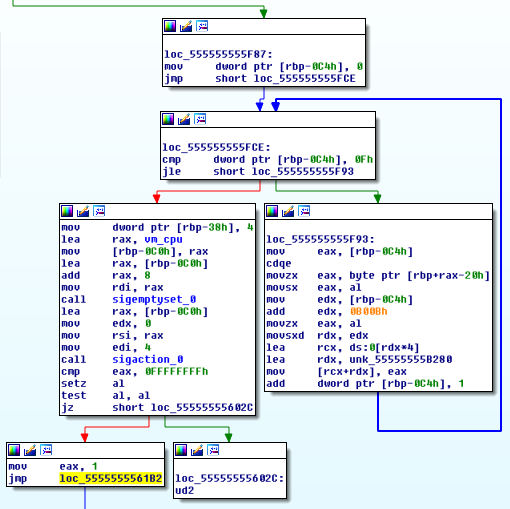 loc_555555555F87:
mov     dword ptr [rbp-0C4h], 0
jmp     short loc_555555555FCE
loc_555555555FCE:
cmp     dword ptr [rbp-0C4h], 0Fh
jle     short loc_555555555F93
mov     dword ptr [rbp-38h], 4
lea     rax, vm_cpu
mov     [rbp-0C0h], rax
lea     rax, [rbp-0C0h]
add     rax, 8
mov     rdi, rax
call    sigemptyset_0
lea     rax, [rbp-0C0h]
mov     edx, 0
mov     rsi, rax
mov     edi, 4
call    sigaction_0
cmp     eax, 0FFFFFFFFh
setz    al
test    al, al
jz      short loc_55555555602C
loc_555555555F93:
mov     eax, [rbp-0C4h]
cdqe
movzx   eax, byte ptr [rbp+rax-20h]
movsx   eax, al
mov     edx, [rbp-0C4h]
add     edx, 0B00Bh
movzx   eax, al
movsxd  rdx, edx
lea     rcx, ds:0[rdx*4]
lea     rdx, unk_55555555B280
mov     [rcx+rdx], eax
add     dword ptr [rbp-0C4h], 1
mov     eax, 1
jmp     loc_5555555561B2
loc_55555555602C:
ud2